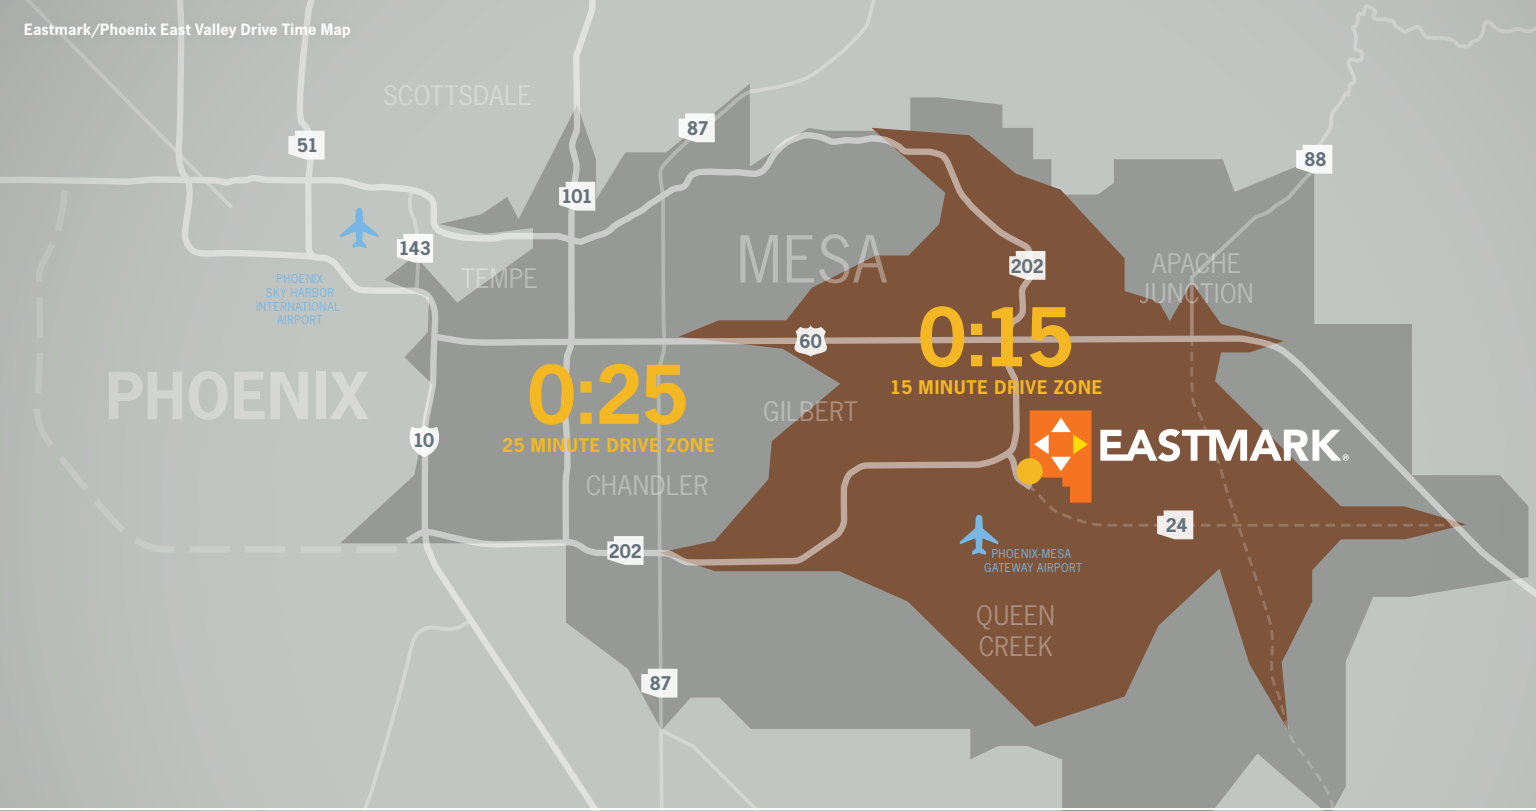 Eastmark/Phoenix East Valley Drive Time Map
SCOTTSDALE
87
51
88
101
143
PHOENIX
SKY HARBOR
INTERNATIONAL
AIRPORT
TEMPE
MESA
202
APACHE
JUNCTION
60
0:15
15 MINUTE DRIVE ZONE
0:25
25 MINUTE DRIVE ZONE
PHOENIX
GILBERT
10
EASTMARK®
CHANDLER
202
24
PHOENIX-MESA
GATEWAY AIRPORT
QUEEN
CREEK
87